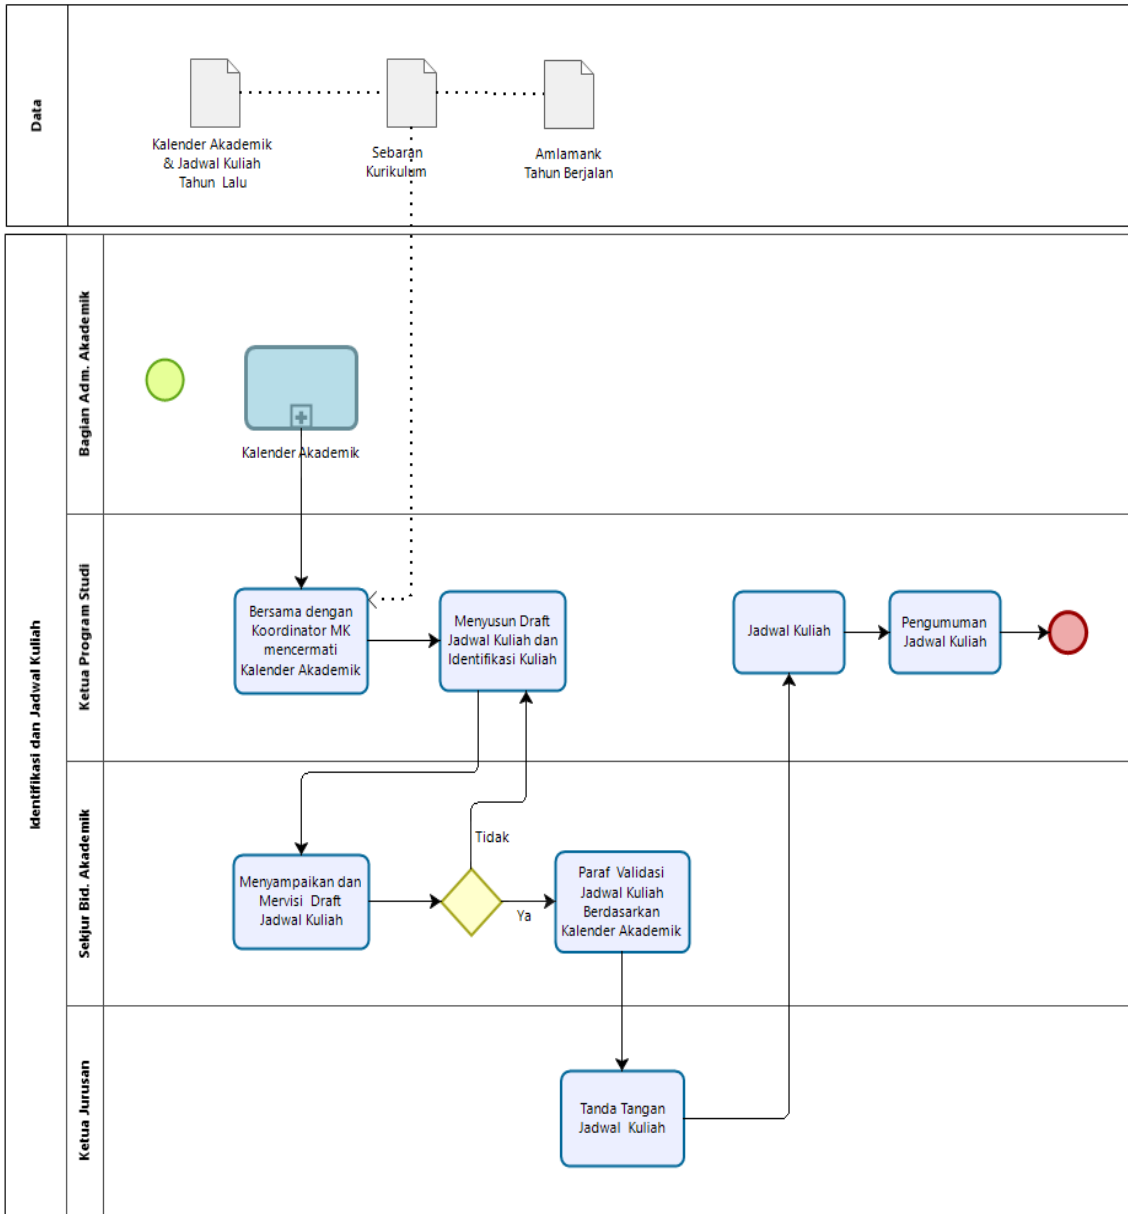 Data
Kalender Akademik
& Jadwal Kuliah
Tahun Lalu
Sebaran
Kurikulum
Amlamank
Tahun Berjalan
Identifikasi dan Jadwal Kuliah
Bagian Adm. Akademik
Kalender Akademik
Ketua Program Studi
Bersama dengan
Koordinator MK
mencermati
Kalender Akademik
Menyusun Draft
Jadwal Kuliah dan
Identifikasi Kuliah
Jadwal Kuliah
Pengumuman
Jadwal Kuliah
Sekjur Bid. Akademik
Menyampaikan dan
Mervisi Draft
Jadwal Kuliah
Tidak
Ya
Paraf Validasi
Jadwal Kuliah
Berdasarkan
Kalender Akademik
Ketua Jurusan
Tanda Tangan
Jadwal Kuliah